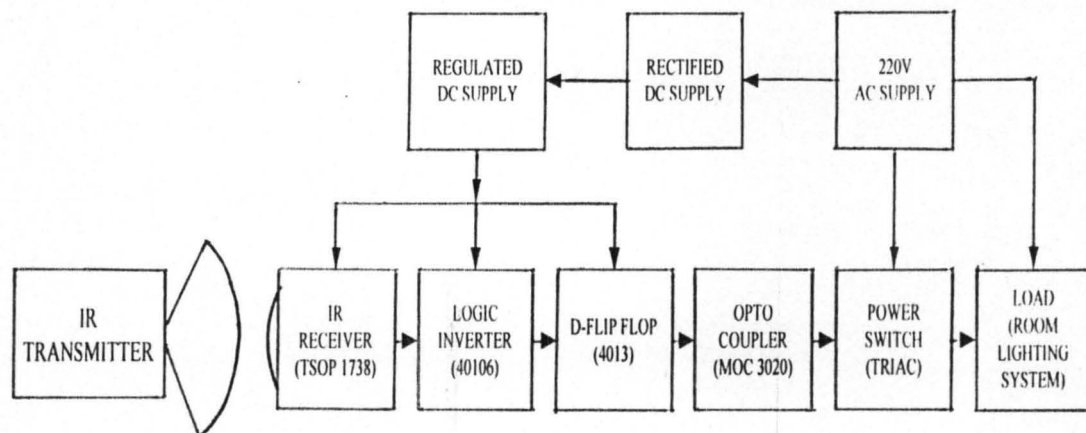 REGULATED
DC SUPPLY
RECTIFIED
DC SUPPLY
220V
AC SUPPLY
IR
TRANSMITTER
IR
RECEIVER
(TSOP 1738)
LOGIC
INVERTER
(40106)
D-FLIP FLOP
(4013)
OPTO
COUPLER
(MOC 3020)
POWER
SWITCH
(TRIAC)
LOAD
(ROOM
LIGHTING
SYSTEM)